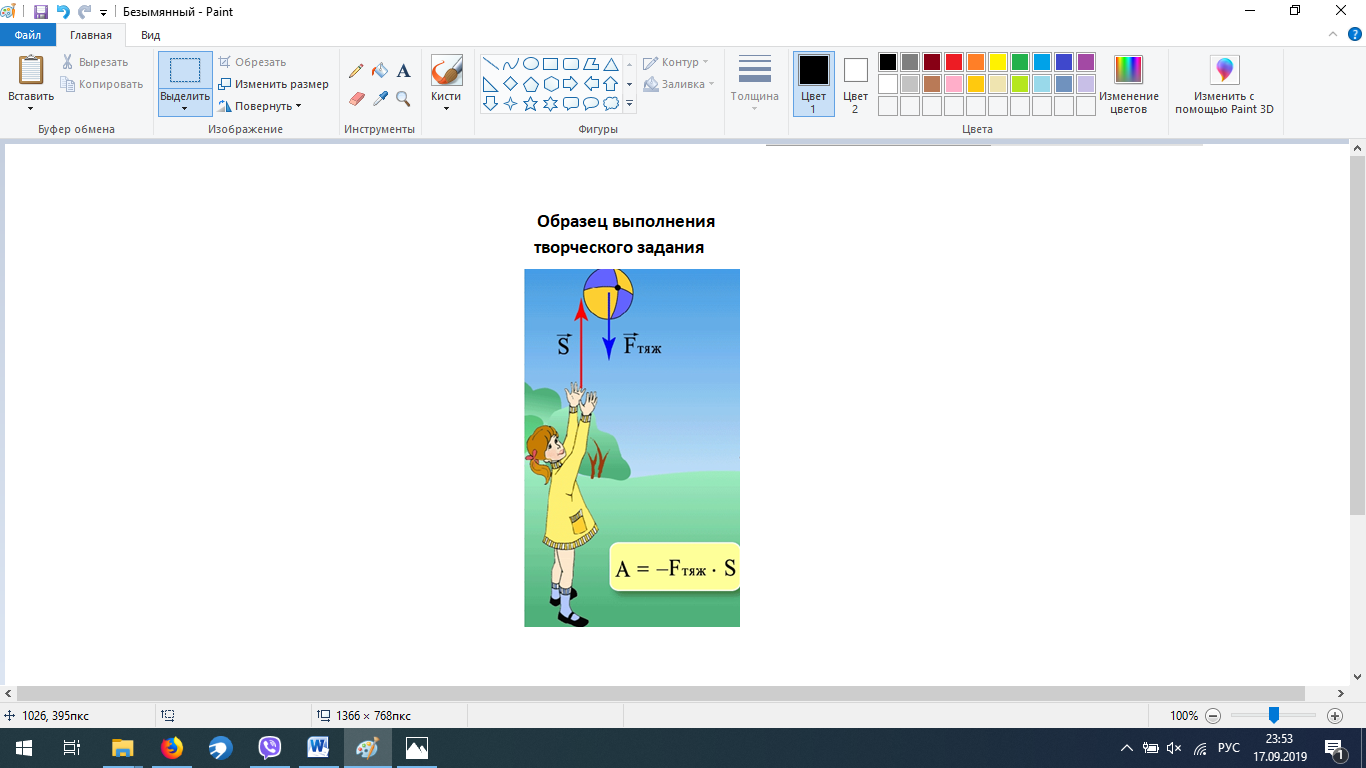 Безымянный - Paint
Файл
Главная
Вид
Вставить
Вырезать
Копировать
Буфер обмена
Выделить
Обрезать
Изменить размер
Повернуть
Изображение
A
Инструменты
Кисти
Фигуры
Контур
Заливка
Толщина
Цвет 1
Цвет 2
Изменение цветов
Цвета
Изменить с помощью Paint 3D
Образец выполнения
творческого задания
S
Fтяж
A = –Fтяж · S
1026, 395пкс
1366 × 768пкс
100%
РУС
23:53
17.09.2019
1